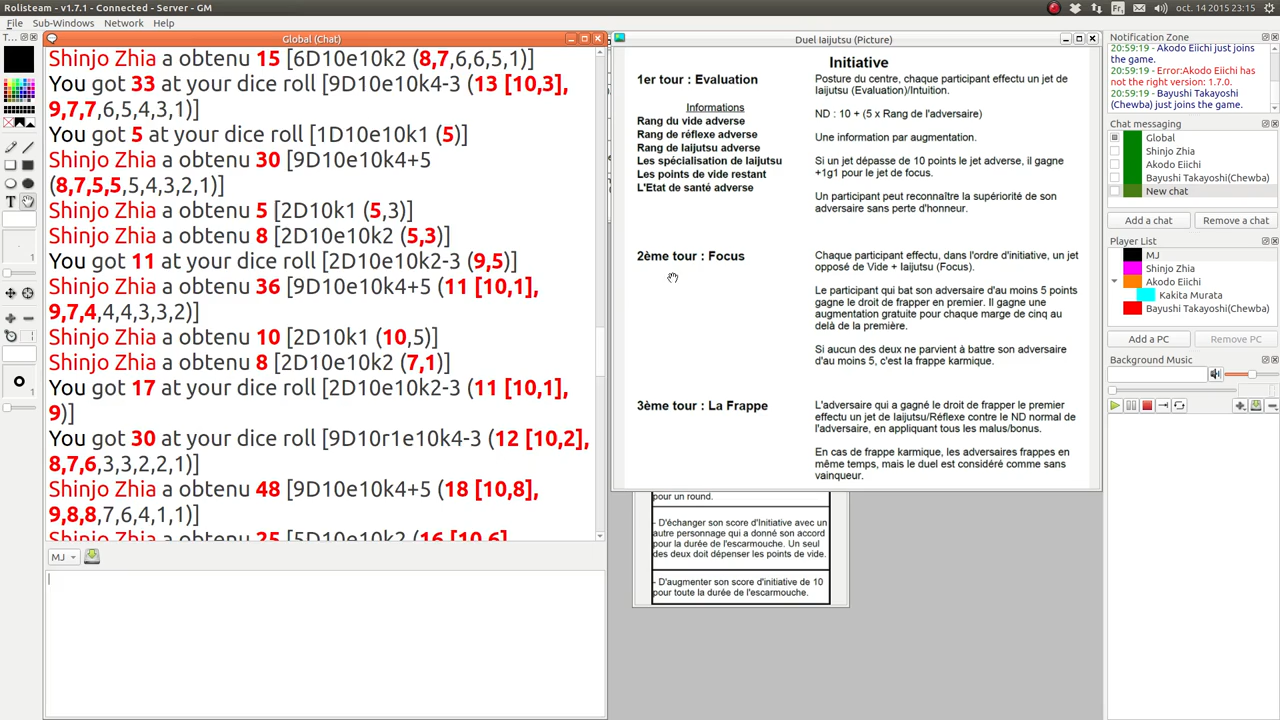 Rolisteam - v1.7.1 - Connected - Server - GM
Fr
oct. 14 2015 23:15
File Sub-Windows Network Help
T...
Global (Chat)
Shinjo Zhia a obtenu 15 [6D10e10k2 (8,7,6,6,5,1)]
You got 33 at your dice roll [9D10e10k4-3 (13 [10,3],
9,7,7,6,5,4,3,1)]
You got 5 at your dice roll [1D10e10k1 (5)]
Shinjo Zhia a obtenu 30 [9D10e10k4+5
(8,7,5,5,5,4,3,2,1)]
Shinjo Zhia a obtenu 5 [2D10k1 (5,3)]
Shinjo Zhia a obtenu 8 [2D10e10k2 (5,3)]
You got 11 at your dice roll [2D10e10k2-3 (9,5)]
Shinjo Zhia a obtenu 36 [9D10e10k4+5 (11 [10,1],
9,7,4,4,4,3,3,2)]
Shinjo Zhia a obtenu 10 [2D10k1 (10,5)]
Shinjo Zhia a obtenu 8 [2D10e10k2 (7,1)]
You got 17 at your dice roll [2D10e10k2-3 (11 [10,1],
9)]
You got 30 at your dice roll [9D10r1e10k4-3 (12 [10,2],
8,7,6,3,3,2,2,1)]
Shinjo Zhia a obtenu 48 [9D10e10k4+5 (18 [10,8],
9,8,8,7,6,4,1,1)]
Shinjo Zhia a obtenu 25 [5D10e10k2 (16 [10,6]
MJ
T
1
1
Duel Iaijutsu (Picture)
Initiative
1er tour : Evaluation
Informations
Rang du vide adverse
Rang de réflexe adverse
Rang de Iaijutsu adverse
Les spécialisation de Iaijutsu
Les points de vide restant
L'Etat de santé adverse
Posture du centre, chaque participant effectu un jet de
Iaijutsu (Evaluation)/Intuition.
ND : 10 + (5 x Rang de l'adversaire)
Une information par augmentation.
Si un jet dépasse de 10 points le jet adverse, il gagne
+1g1 pour le jet de focus.
Un participant peut reconnaître la supériorité de son
adversaire sans perte d'honneur.
2ème tour : Focus
Chaque participant effectu, dans l'ordre d'initiative, un jet
opposé de Vide + Iaijutsu (Focus).
Le participant qui bat son adversaire d'au moins 5 points
gagne le droit de frapper en premier. Il gagne une
augmentation gratuite pour chaque marge de cinq au
delà de la première.
Si aucun des deux ne parvient à battre son adversaire
d'au moins 5, c'est la frappe karmique.
3ème tour : La Frappe
L'adversaire qui a gagné le droit de frapper le premier
effectu un jet de Iaijutsu/Réflexe contre le ND normal de
l'adversaire, en appliquant tous les malus/bonus.
En cas de frappe karmique, les adversaires frappes en
même temps, mais le duel est considéré comme sans
vainqueur.
pour un round.
- D'échanger son score d'Initiative avec un
autre personnage qui a donné son accord
pour la durée de l'escarmouche. Un seul
des deux doit dépenser les points de vide.
- D'augmenter son score d'initiative de 10
pour toute la durée de l'escarmouche.
Notification Zone
20:59:19 - Akodo Eiichi just joins
the game.
20:59:19 - Error:Akodo Eiichi has
not the right version: 1.7.0.
20:59:19 - Bayushi Takayoshi
(Chewba) just joins the game.
Chat messaging
Global
Shinjo Zhia
Akodo Eiichi
Bayushi Takayoshi(Chewba)
New chat
Add a chat
Remove a chat
Player List
MJ
Shinjo Zhia
Akodo Eiichi
Kakita Murata
Bayushi Takayoshi(Chewba)
Add a PC
Remove PC
Background Music